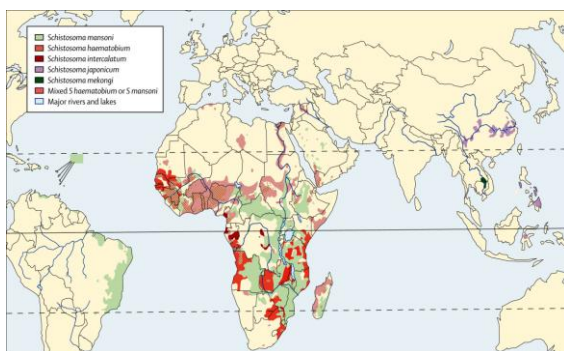 Schistosoma mansoni
Schistosoma haematobium
Schistosoma intercalatum
Schistosoma japonicum
Schistosoma mekongi
Mixed S haematobium or S mansoni
Major rivers and lakes